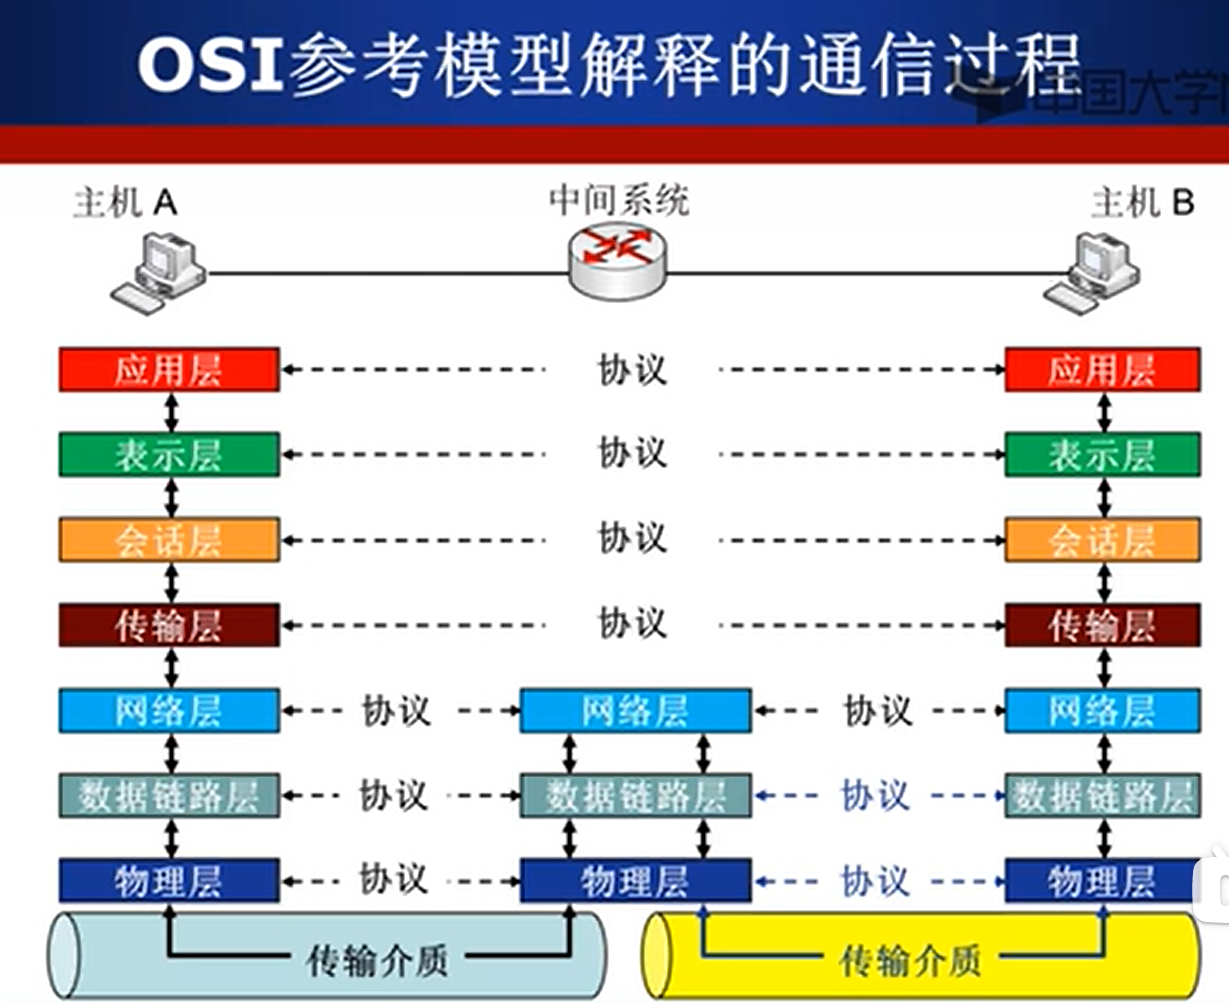 OSI参考模型解释的通信过程
中国大学
主机 A 中间系统 主机 B
应用层 协议 应用层
表示层 协议 表示层
会话层 协议 会话层
传输层 协议 传输层
网络层 协议 网络层 协议 网络层
数据链路层 协议 数据链路层 协议 数据链路层
物理层 协议 物理层 协议 物理层
传输介质 传输介质